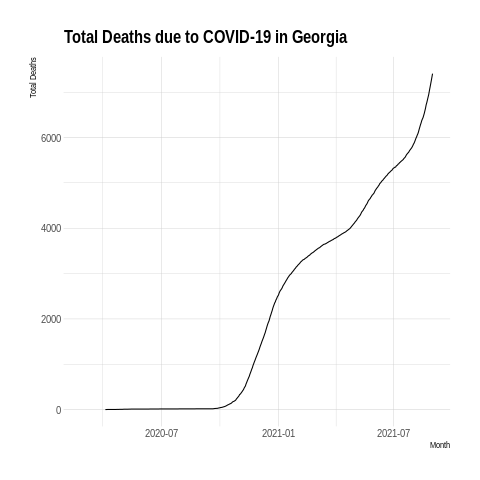 Total Deaths due to COVID-19 in Georgia
Total Deaths
6000
4000
2000
0
2020-07
2021-01
2021-07
Month